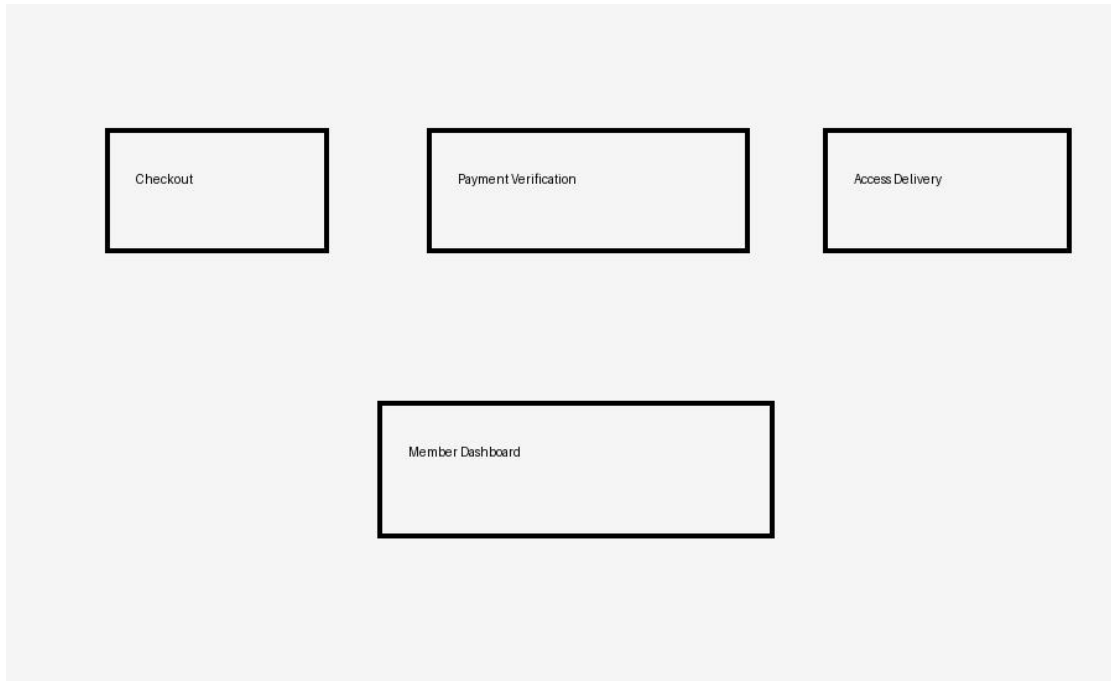 Checkout
Payment Verification
Access Delivery
Member Dashboard